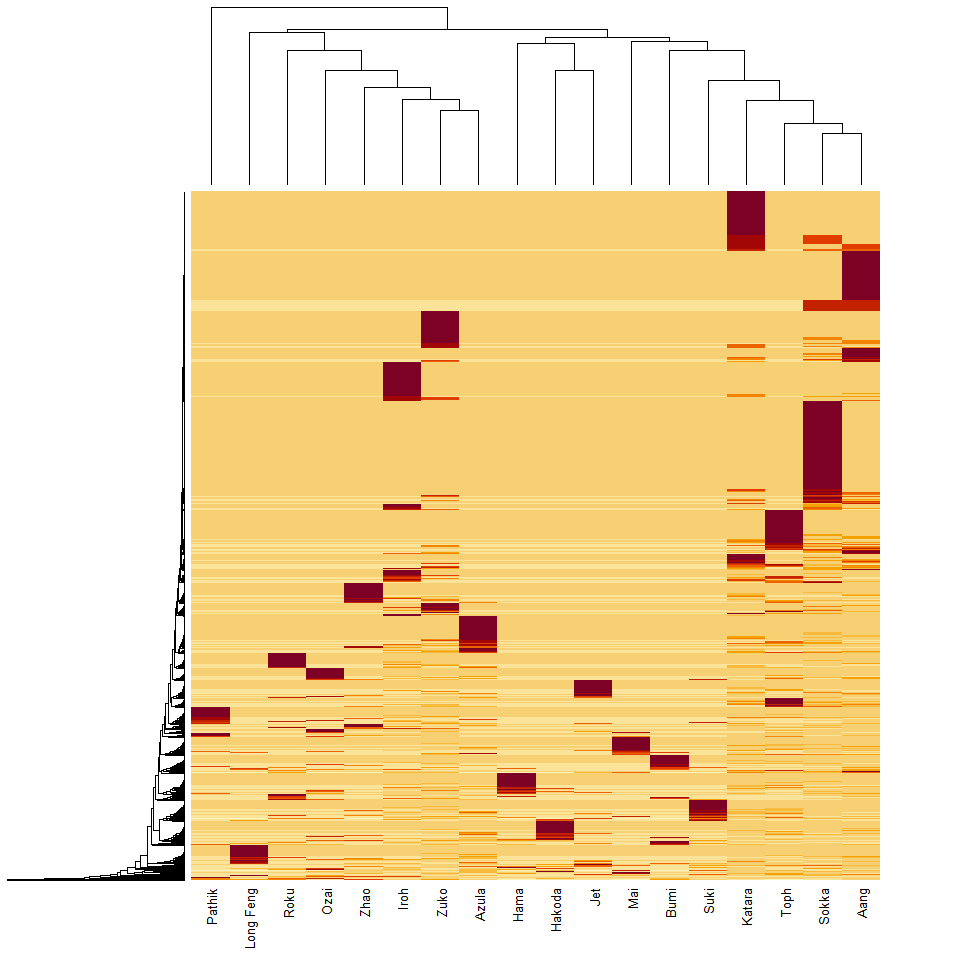 Pathik
Long Feng
Roku
Ozai
Zhao
Iroh
Zuko
Azula
Hama
Hakoda
Jet
Mai
Bumi
Suki
Katara
Toph
Sokka
Aang